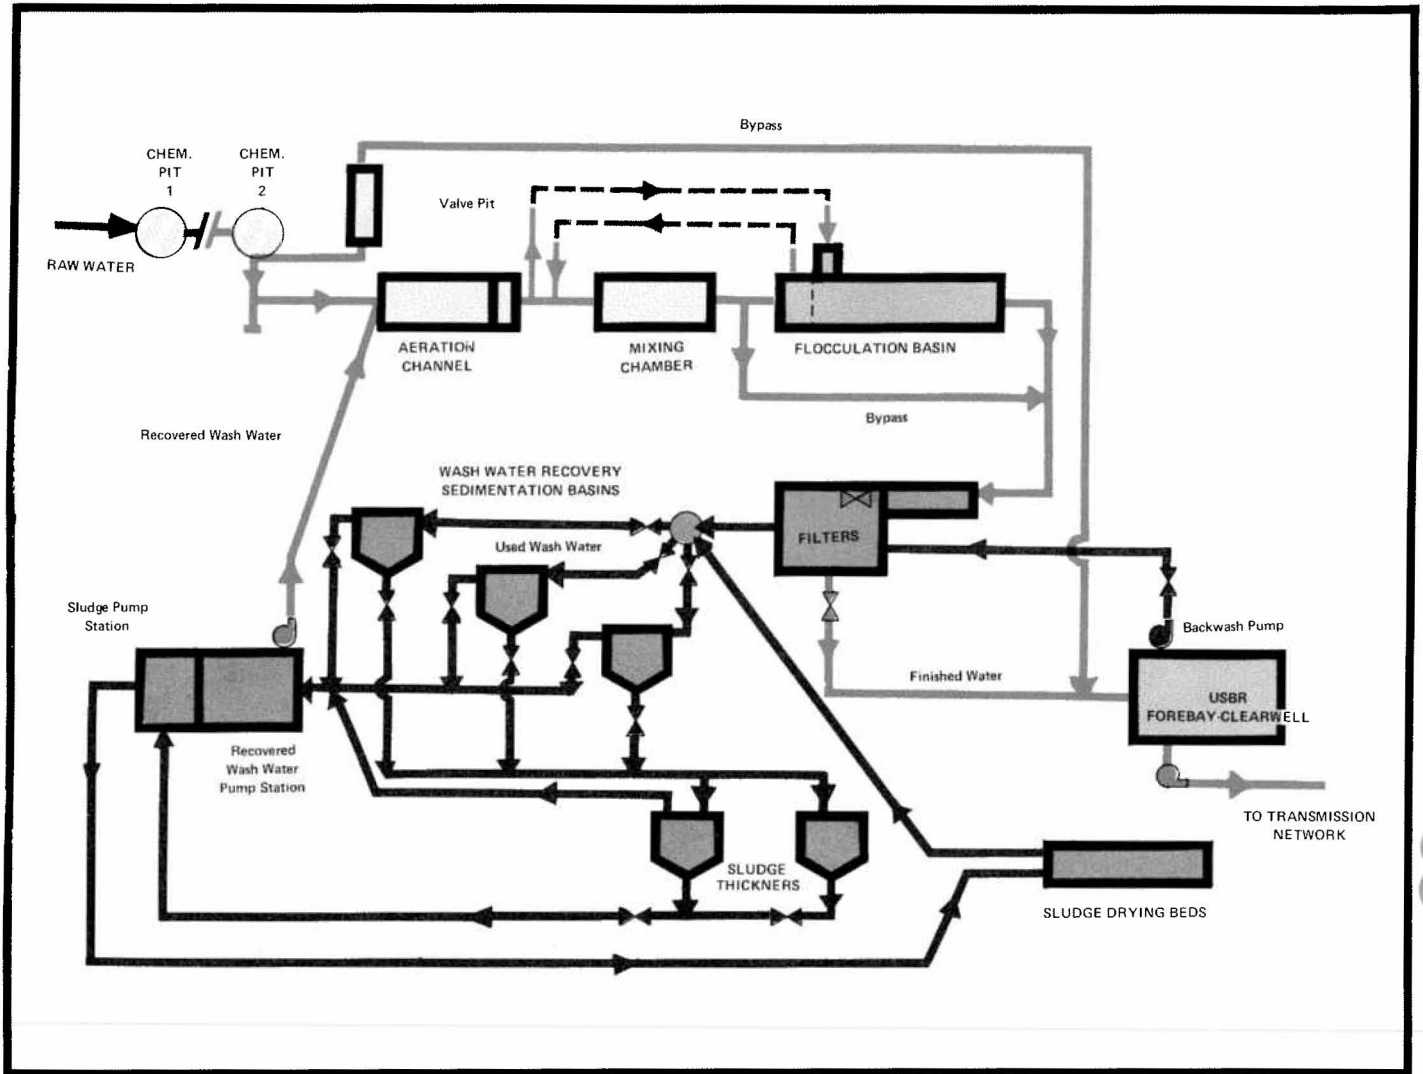 Bypass
CHEM.
PIT
1
CHEM.
PIT
2
Valve Pit
RAW WATER
AERATION
CHANNEL
MIXING
CHAMBER
FLOCCULATION BASIN
Bypass
Recovered Wash Water
WASH WATER RECOVERY
SEDIMENTATION BASINS
Used Wash Water
FILTERS
Sludge Pump
Station
Backwash Pump
Finished Water
USBR
FOREBAY-CLEARWELL
Recovered
Wash Water
Pump Station
TO TRANSMISSION
NETWORK
SLUDGE
THICKNERS
SLUDGE DRYING BEDS